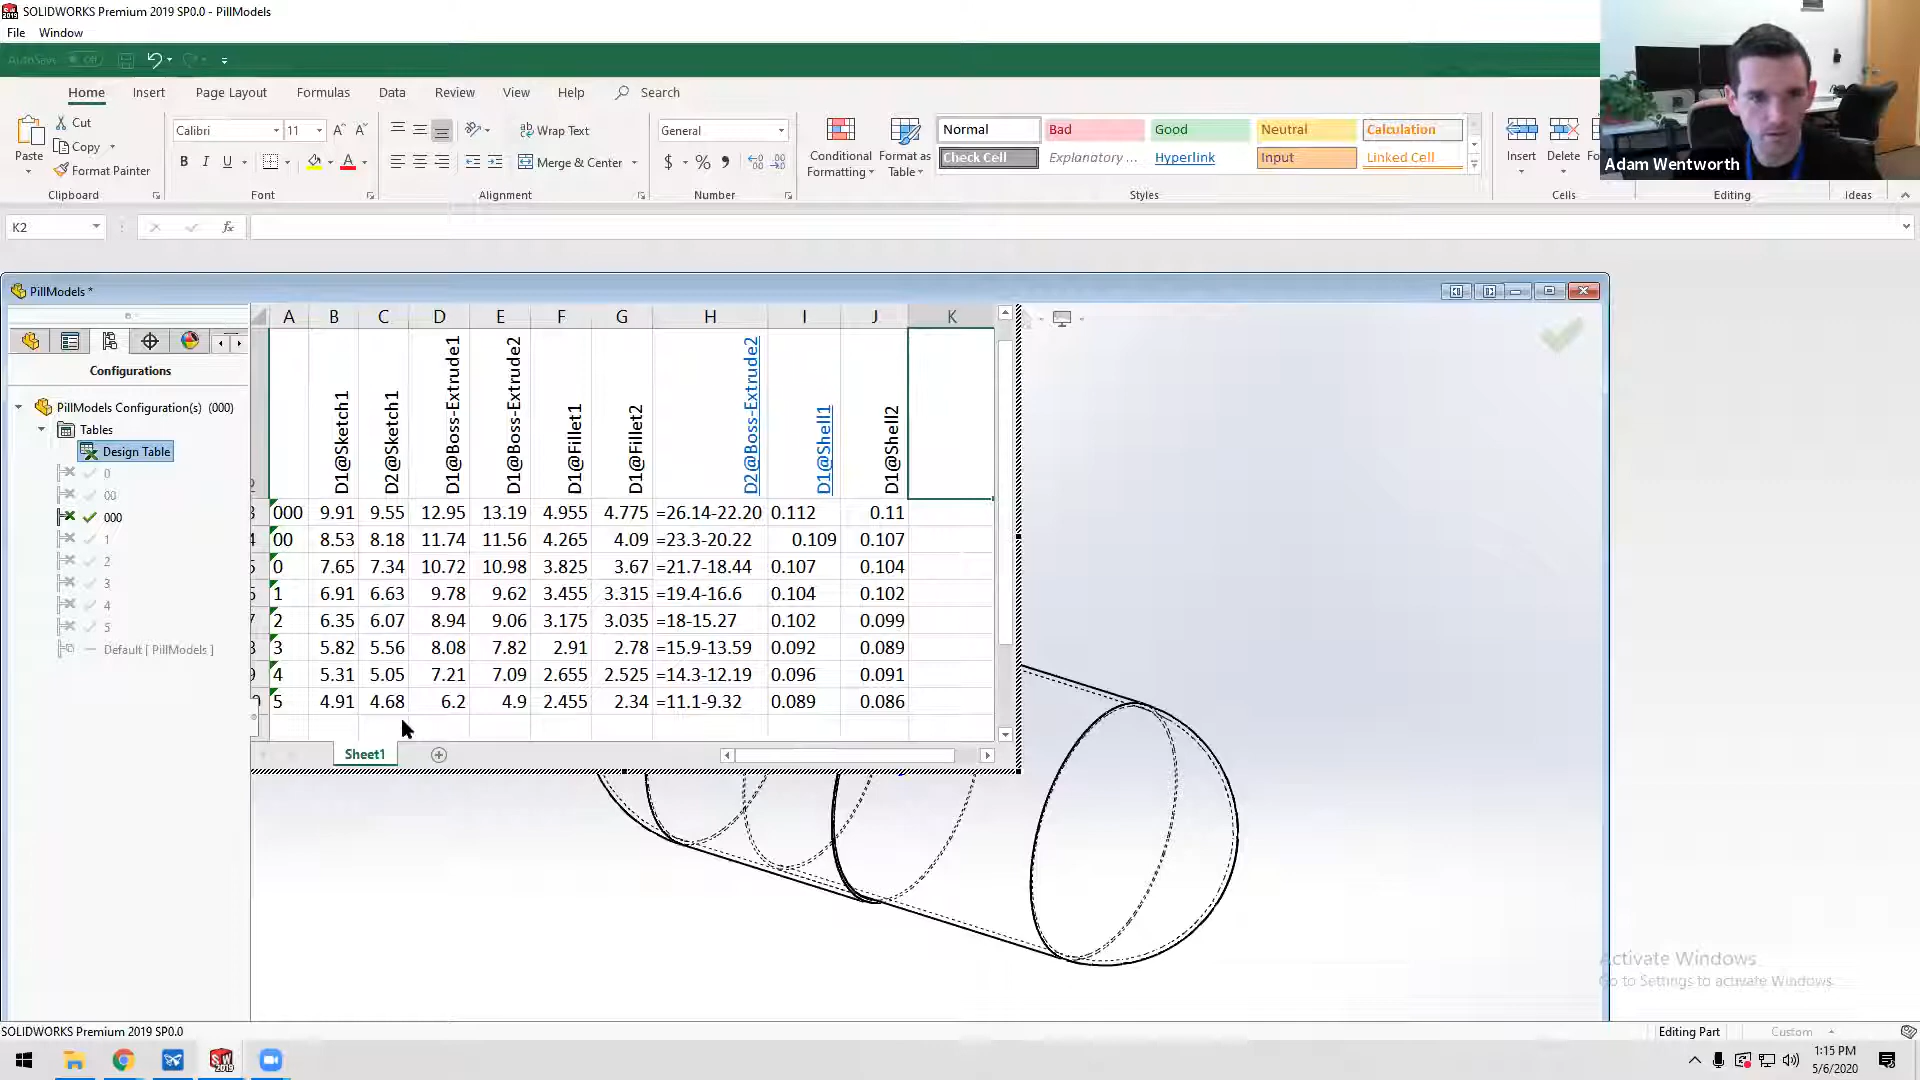 SOLIDWORKS Premium 2019 SP0.0 - PillModels
File Window
AutoSave Off
Home Insert Page Layout Formulas Data Review View Help Search
Paste
Cut
Copy
Format Painter
Clipboard
Calibri 11
B I U
Font
Wrap Text
Merge & Center
Alignment
General
$ %
Number
Conditional Formatting
Format as Table
Normal Bad Good Neutral Calculation
Check Cell Explanatory ... Hyperlink Input Linked Cell
Styles
Insert Delete
Cells
Editing
Ideas
Adam Wentworth
K2
fx
PillModels *
Configurations
PillModels Configuration(s) (000)
Tables
Design Table
0
00
000
1
2
3
4
5
Default [ PillModels ]
A B C D E F G H I J K
D1@Sketch1 D2@Sketch1 D1@Boss-Extrude1 D1@Boss-Extrude2 D1@Fillet1 D1@Fillet2 D2@Boss-Extrude2 D1@Shell1 D1@Shell2
000 9.91 9.55 12.95 13.19 4.955 4.775 =26.14-22.20 0.112 0.11
00 8.53 8.18 11.74 11.56 4.265 4.09 =23.3-20.22 0.109 0.107
0 7.65 7.34 10.72 10.98 3.825 3.67 =21.7-18.44 0.107 0.104
1 6.91 6.63 9.78 9.62 3.455 3.315 =19.4-16.6 0.104 0.102
2 6.35 6.07 8.94 9.06 3.175 3.035 =18-15.27 0.102 0.099
3 5.82 5.56 8.08 7.82 2.91 2.78 =15.9-13.59 0.092 0.089
4 5.31 5.05 7.21 7.09 2.655 2.525 =14.3-12.19 0.096 0.091
5 4.91 4.68 6.2 4.9 2.455 2.34 =11.1-9.32 0.089 0.086
Sheet1
Activate Windows
Go to Settings to activate Windows.
SOLIDWORKS Premium 2019 SP0.0
Editing Part Custom
1:15 PM
5/6/2020